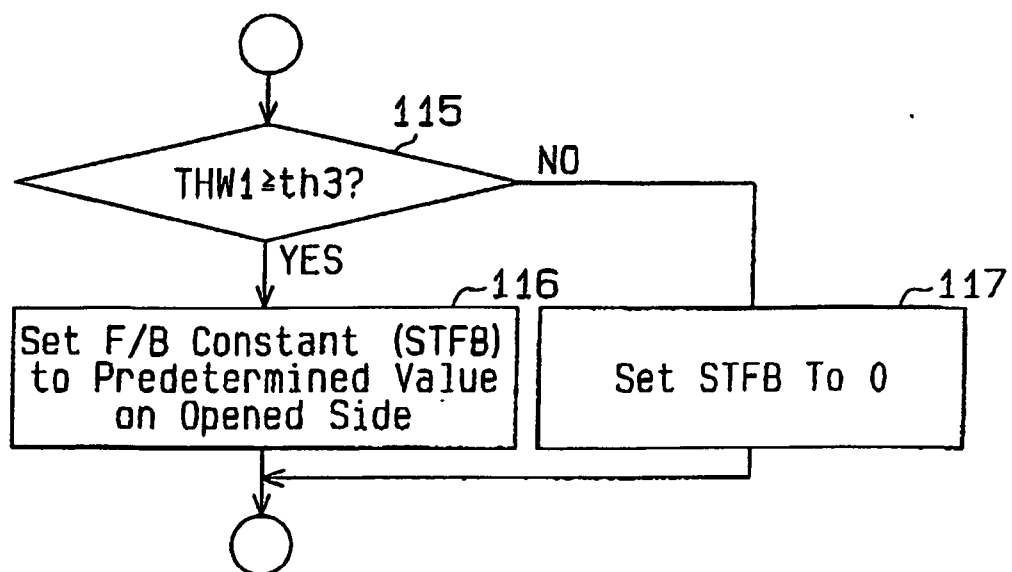 115
THW1≧th3?
NO
YES
116
Set F/B Constant (STFB)
to Predetermined Value
on Opened Side
117
Set STFB To 0